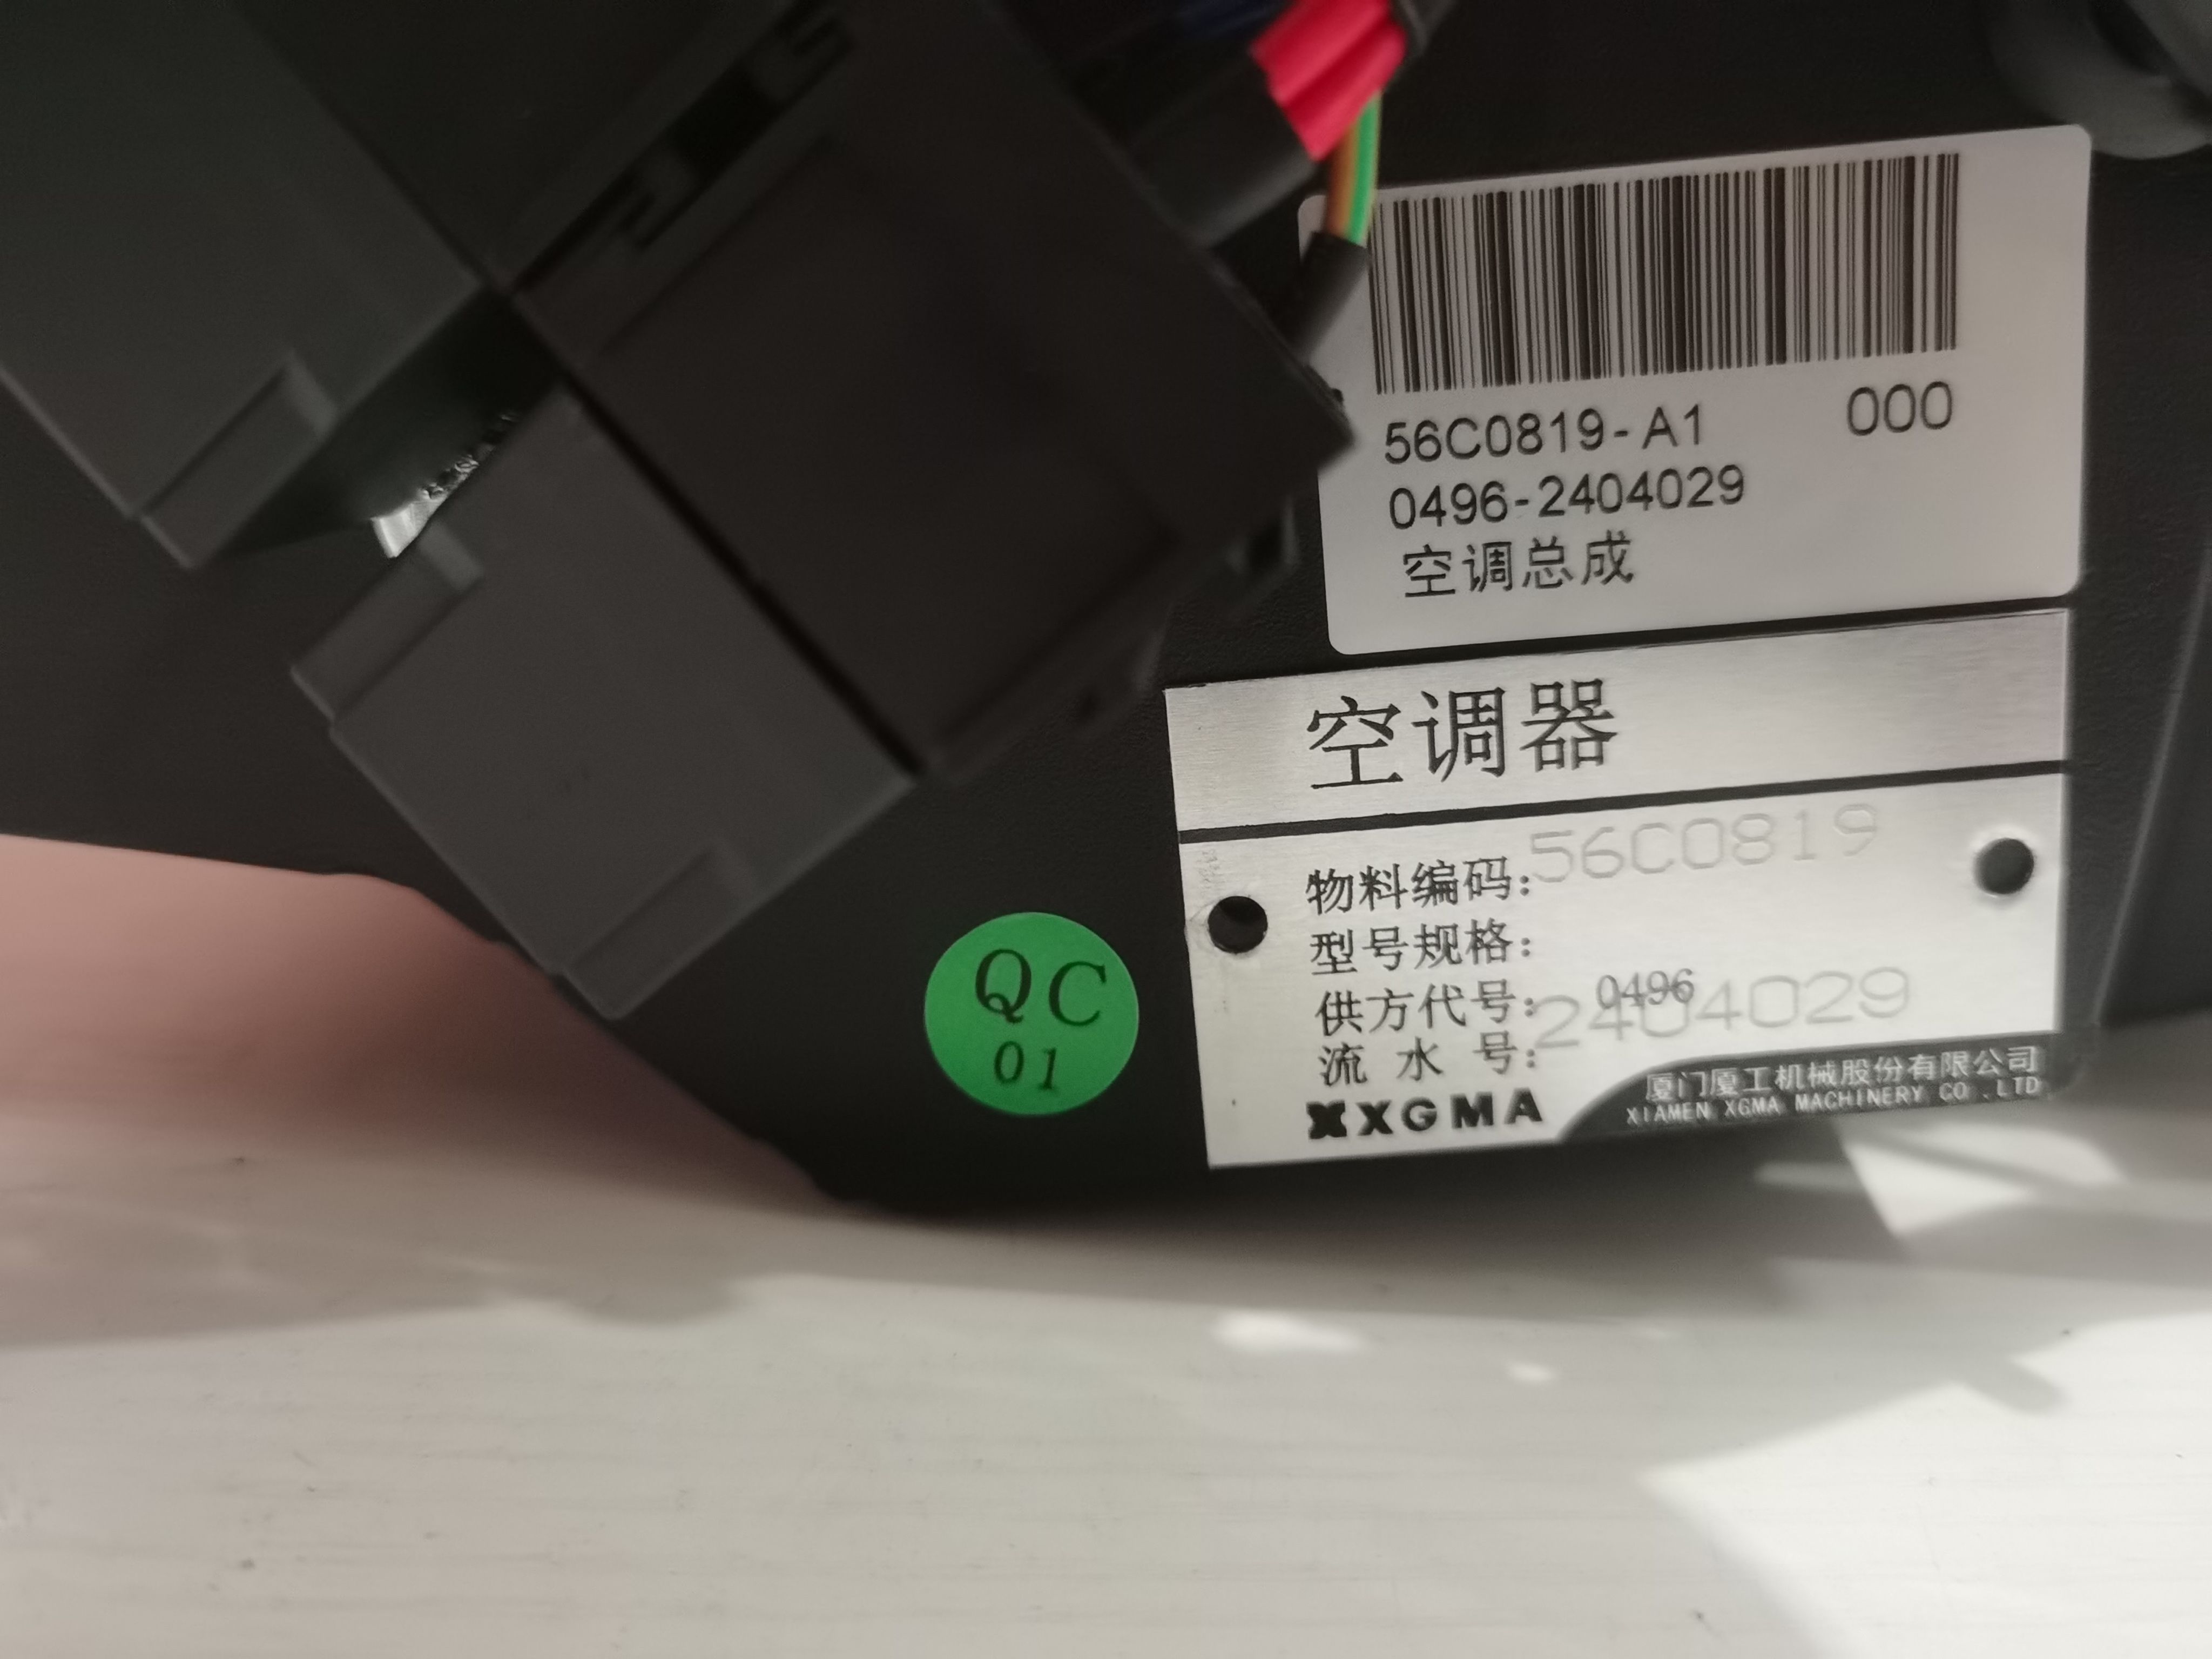 56C0819-A1 000
0496-2404029
空调总成
空调器
物料编码: 56C0819
型号规格:
供方代号: 0496
流水号: 2404029
XGMA
厦门厦工机械股份有限公司
XIAMEN XGMA MACHINERY CO .LTD
QC
01